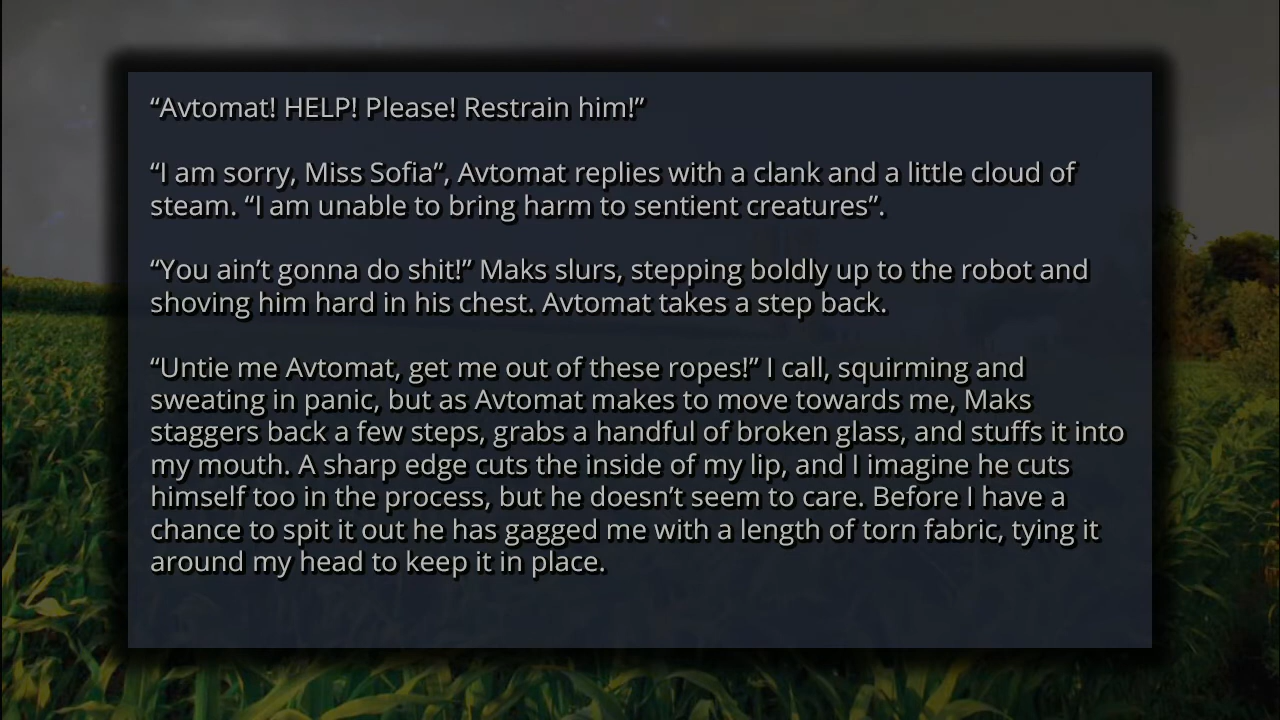 “Avtomat! HELP! Please! Restrain him!”
“I am sorry, Miss Sofia”, Avtomat replies with a clank and a little cloud of
steam. “I am unable to bring harm to sentient creatures”.
“You ain’t gonna do shit!” Maks slurs, stepping boldly up to the robot and
shoving him hard in his chest. Avtomat takes a step back.
“Untie me Avtomat, get me out of these ropes!” I call, squirming and
sweating in panic, but as Avtomat makes to move towards me, Maks
staggers back a few steps, grabs a handful of broken glass, and stuffs it into
my mouth. A sharp edge cuts the inside of my lip, and I imagine he cuts
himself too in the process, but he doesn’t seem to care. Before I have a
chance to spit it out he has gagged me with a length of torn fabric, tying it
around my head to keep it in place.